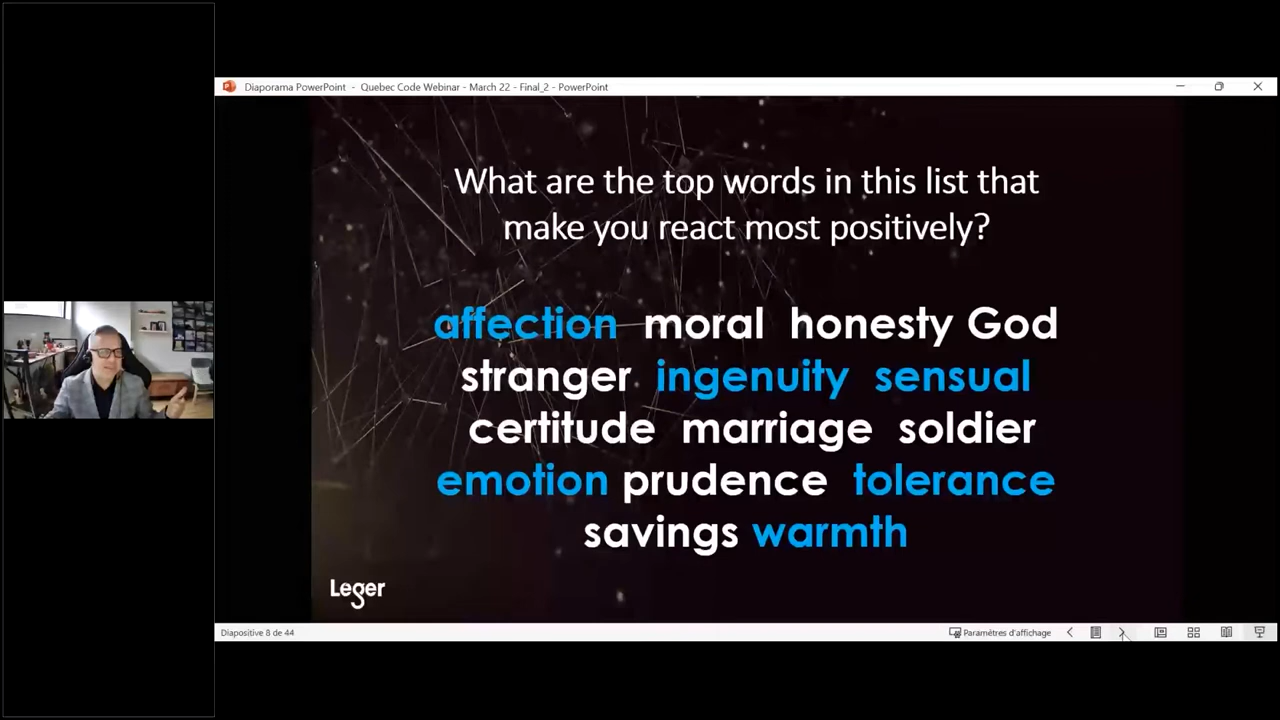 Diaporama PowerPoint - Quebec Code Webinar - March 22 - Final_2 - PowerPoint
What are the top words in this list that
make you react most positively?
affection moral honesty God
stranger ingenuity sensual
certitude marriage soldier
emotion prudence tolerance
savings warmth
Leger
Diapositive 8 de 44
Paramètres d'affichage